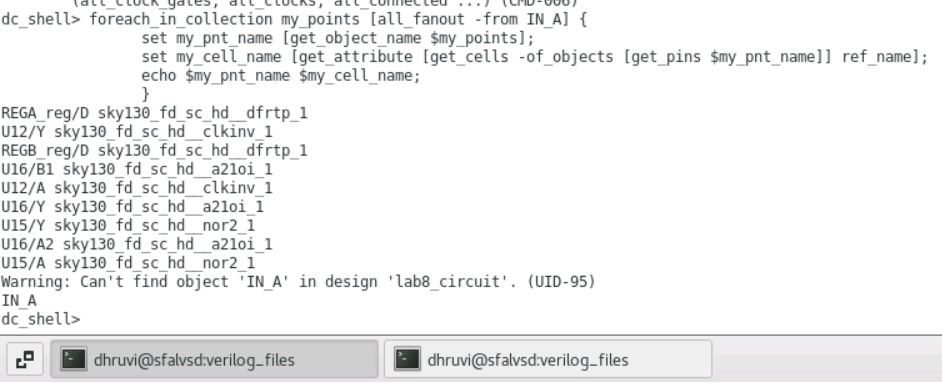 (all_clock_gates, all_clocks, all_connected ...) (CMD-006)
dc_shell> foreach_in_collection my_points [all_fanout -from IN_A] {
set my_pnt_name [get_object_name $my_points];
set my_cell_name [get_attribute [get_cells -of_objects [get_pins $my_pnt_name]] ref_name];
echo $my_pnt_name $my_cell_name;
}
REGA_reg/D sky130_fd_sc_hd__dfrtp_1
U12/Y sky130_fd_sc_hd__clkinv_1
REGB_reg/D sky130_fd_sc_hd__dfrtp_1
U16/B1 sky130_fd_sc_hd__a21oi_1
U12/A sky130_fd_sc_hd__clkinv_1
U16/Y sky130_fd_sc_hd__a21oi_1
U15/Y sky130_fd_sc_hd__nor2_1
U16/A2 sky130_fd_sc_hd__a21oi_1
U15/A sky130_fd_sc_hd__nor2_1
Warning: Can't find object 'IN_A' in design 'lab8_circuit'. (UID-95)
IN_A
dc_shell>
dhruvi@sfalvsd:verilog_files
dhruvi@sfalvsd:verilog_files